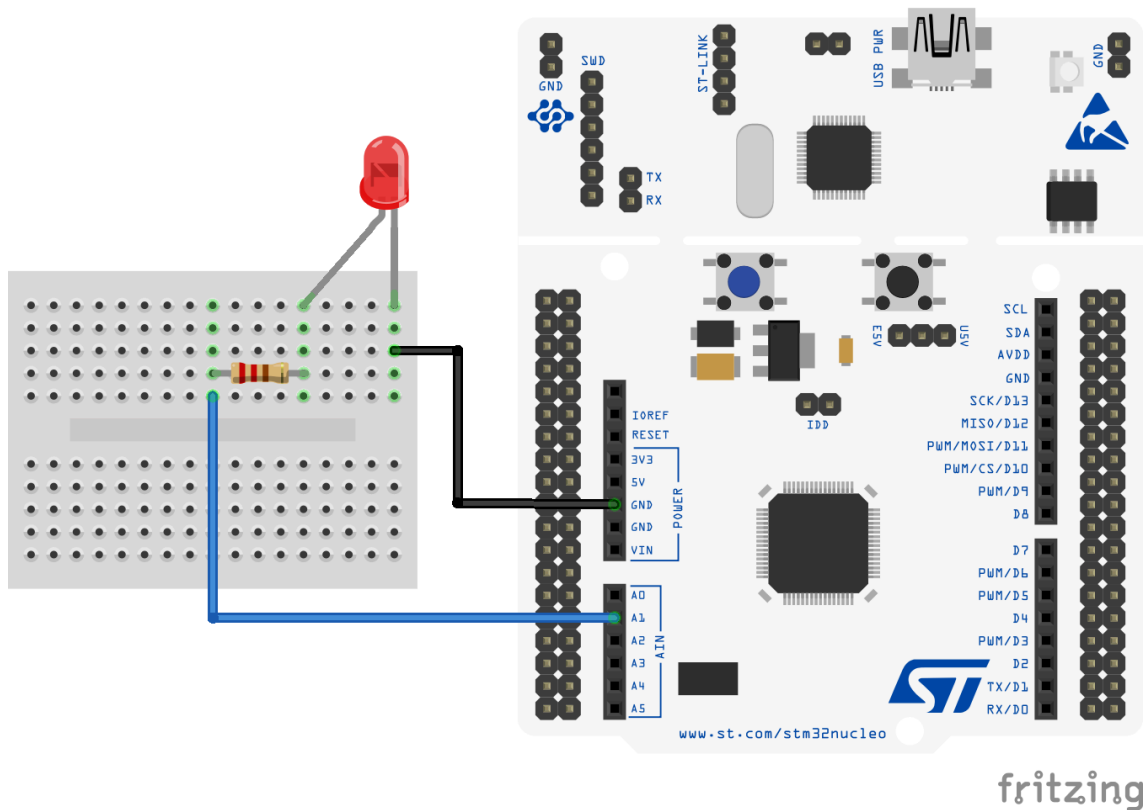 GND
SWD
ST-LINK
USB PWR
GND
TX
RX
E5V
U5V
IDD
IOREF
RESET
3V3
5V
GND
GND
VIN
POWER
A0
A1
A2
A3
A4
A5
AIN
SCL
SDA
AVDD
GND
SCK/D13
MISO/D12
PWM/MOSI/D11
PWM/CS/D10
PWM/D9
D8
D7
PWM/D6
PWM/D5
D4
PWM/D3
D2
TX/D1
RX/D0
ST
www.st.com/stm32nucleo
fritzing